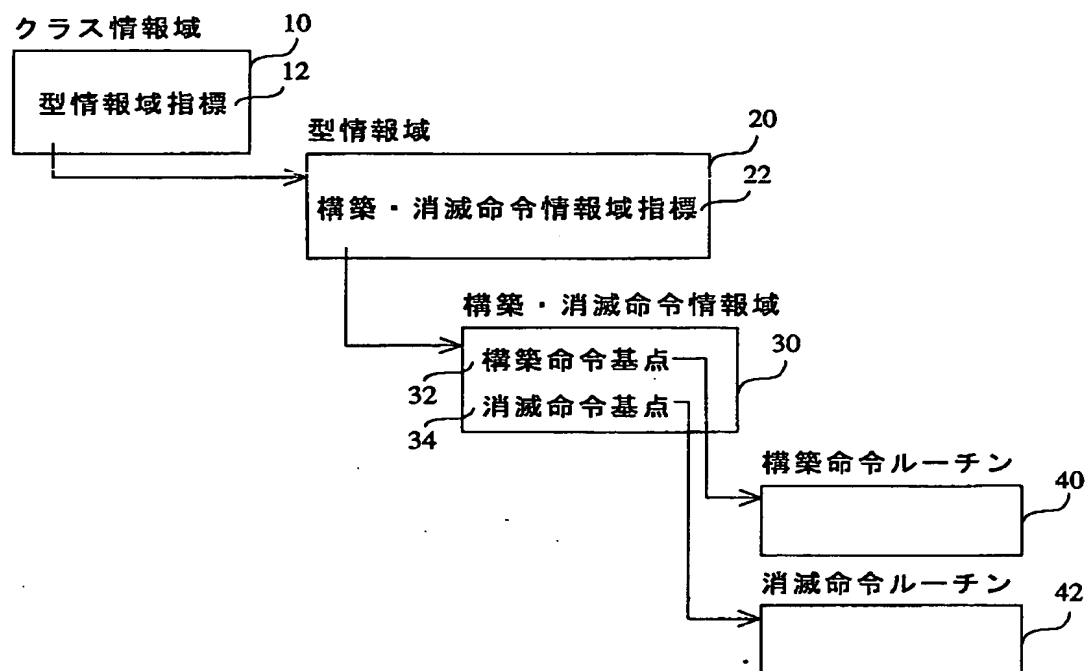 クラス情報域
10
型情報域指標
12
型情報域
20
構築・消滅命令情報域指標
22
構築・消滅命令情報域
構築命令基点
30
32
消滅命令基点
34
構築命令ルーチン
40
消滅命令ルーチン
42